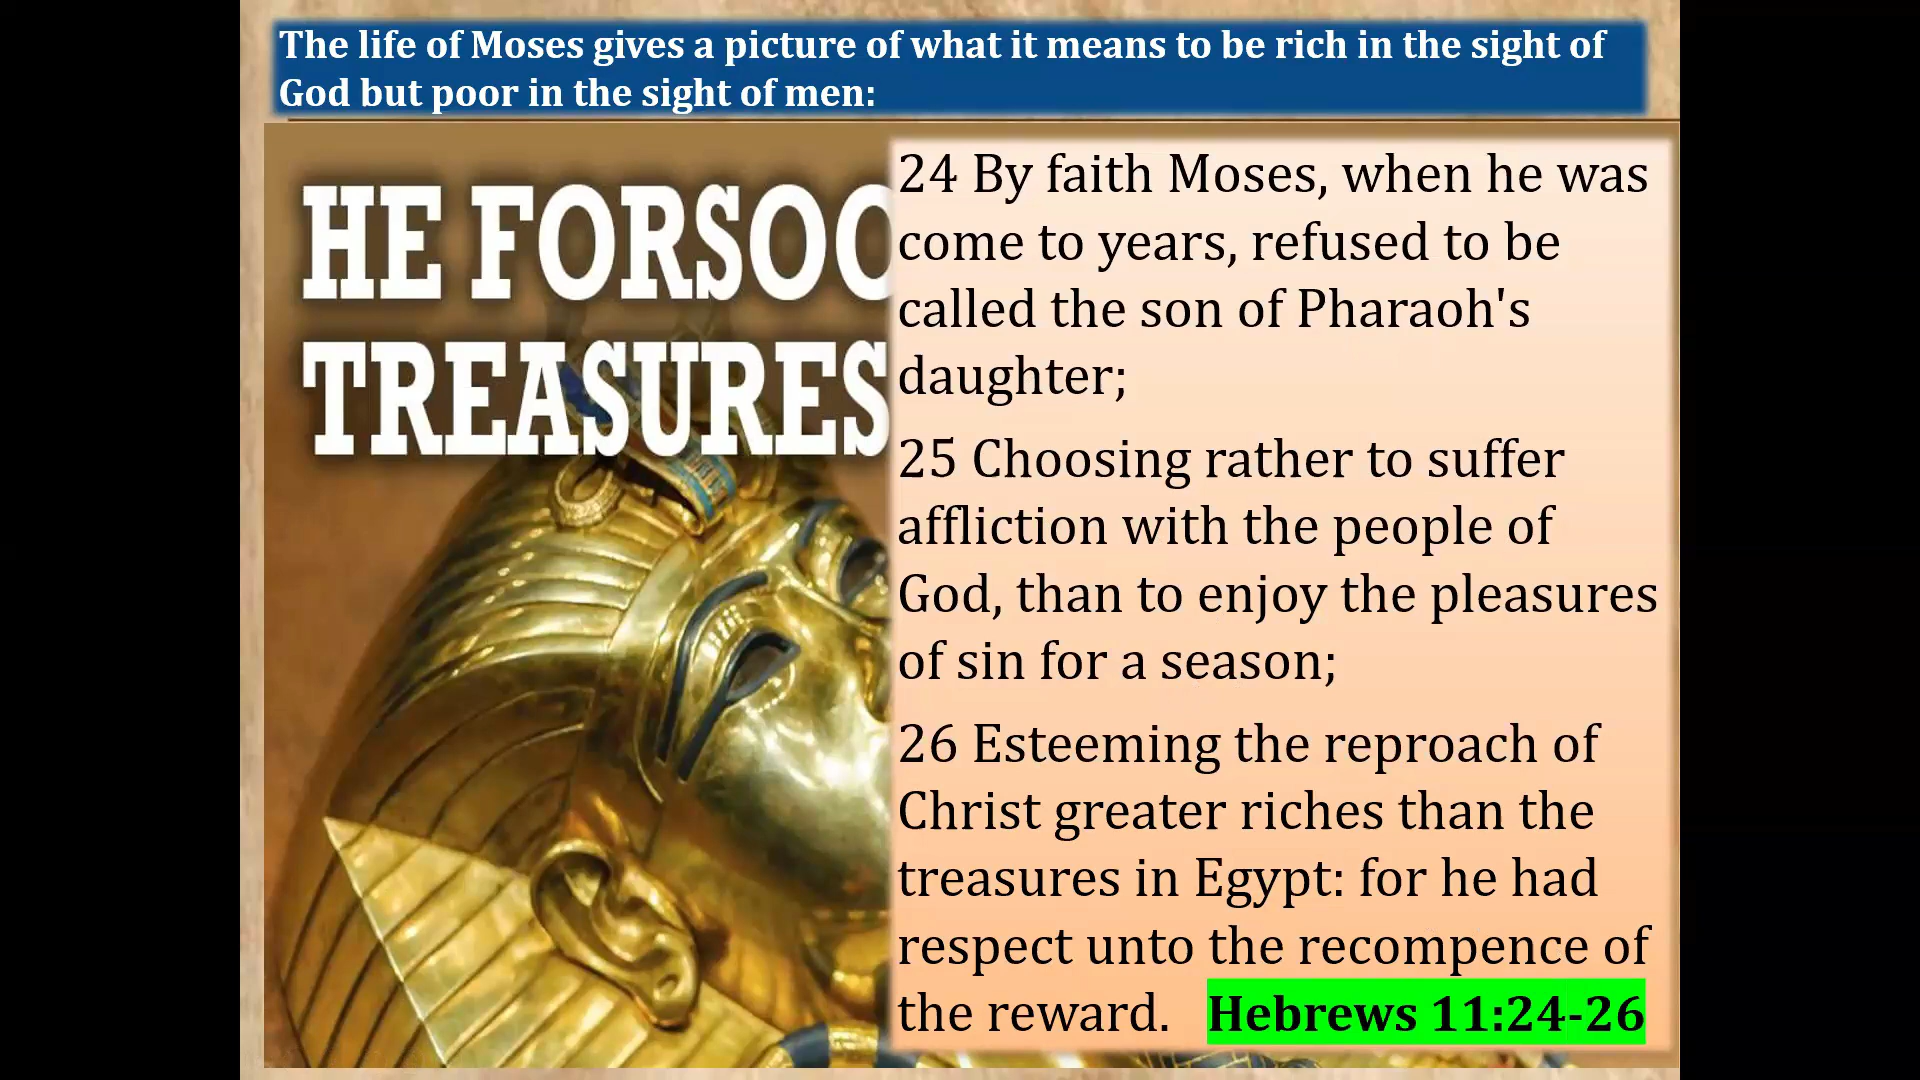 The life of Moses gives a picture of what it means to be rich in the sight of
God but poor in the sight of men:
HE FORSOO
TREASURES
24 By faith Moses, when he was
come to years, refused to be
called the son of Pharaoh's
daughter;
25 Choosing rather to suffer
affliction with the people of
God, than to enjoy the pleasures
of sin for a season;
26 Esteeming the reproach of
Christ greater riches than the
treasures in Egypt: for he had
respect unto the recompence of
the reward. Hebrews 11:24-26